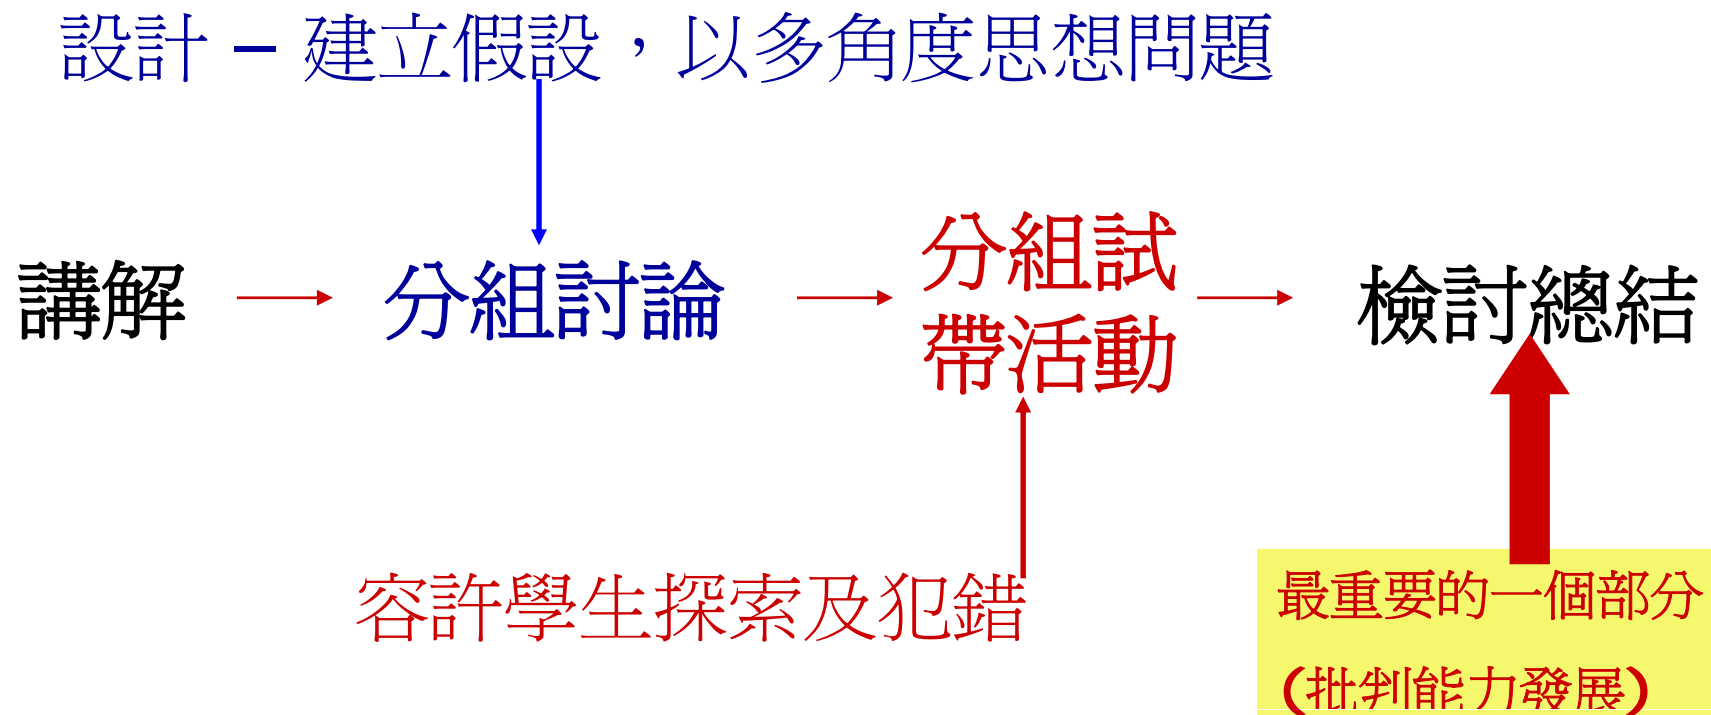 設計 – 建立假設，以多角度思想問題
講解
分組討論
分組試
帶活動
檢討總結
容許學生探索及犯錯
最重要的一個部分
(批判能力發展)